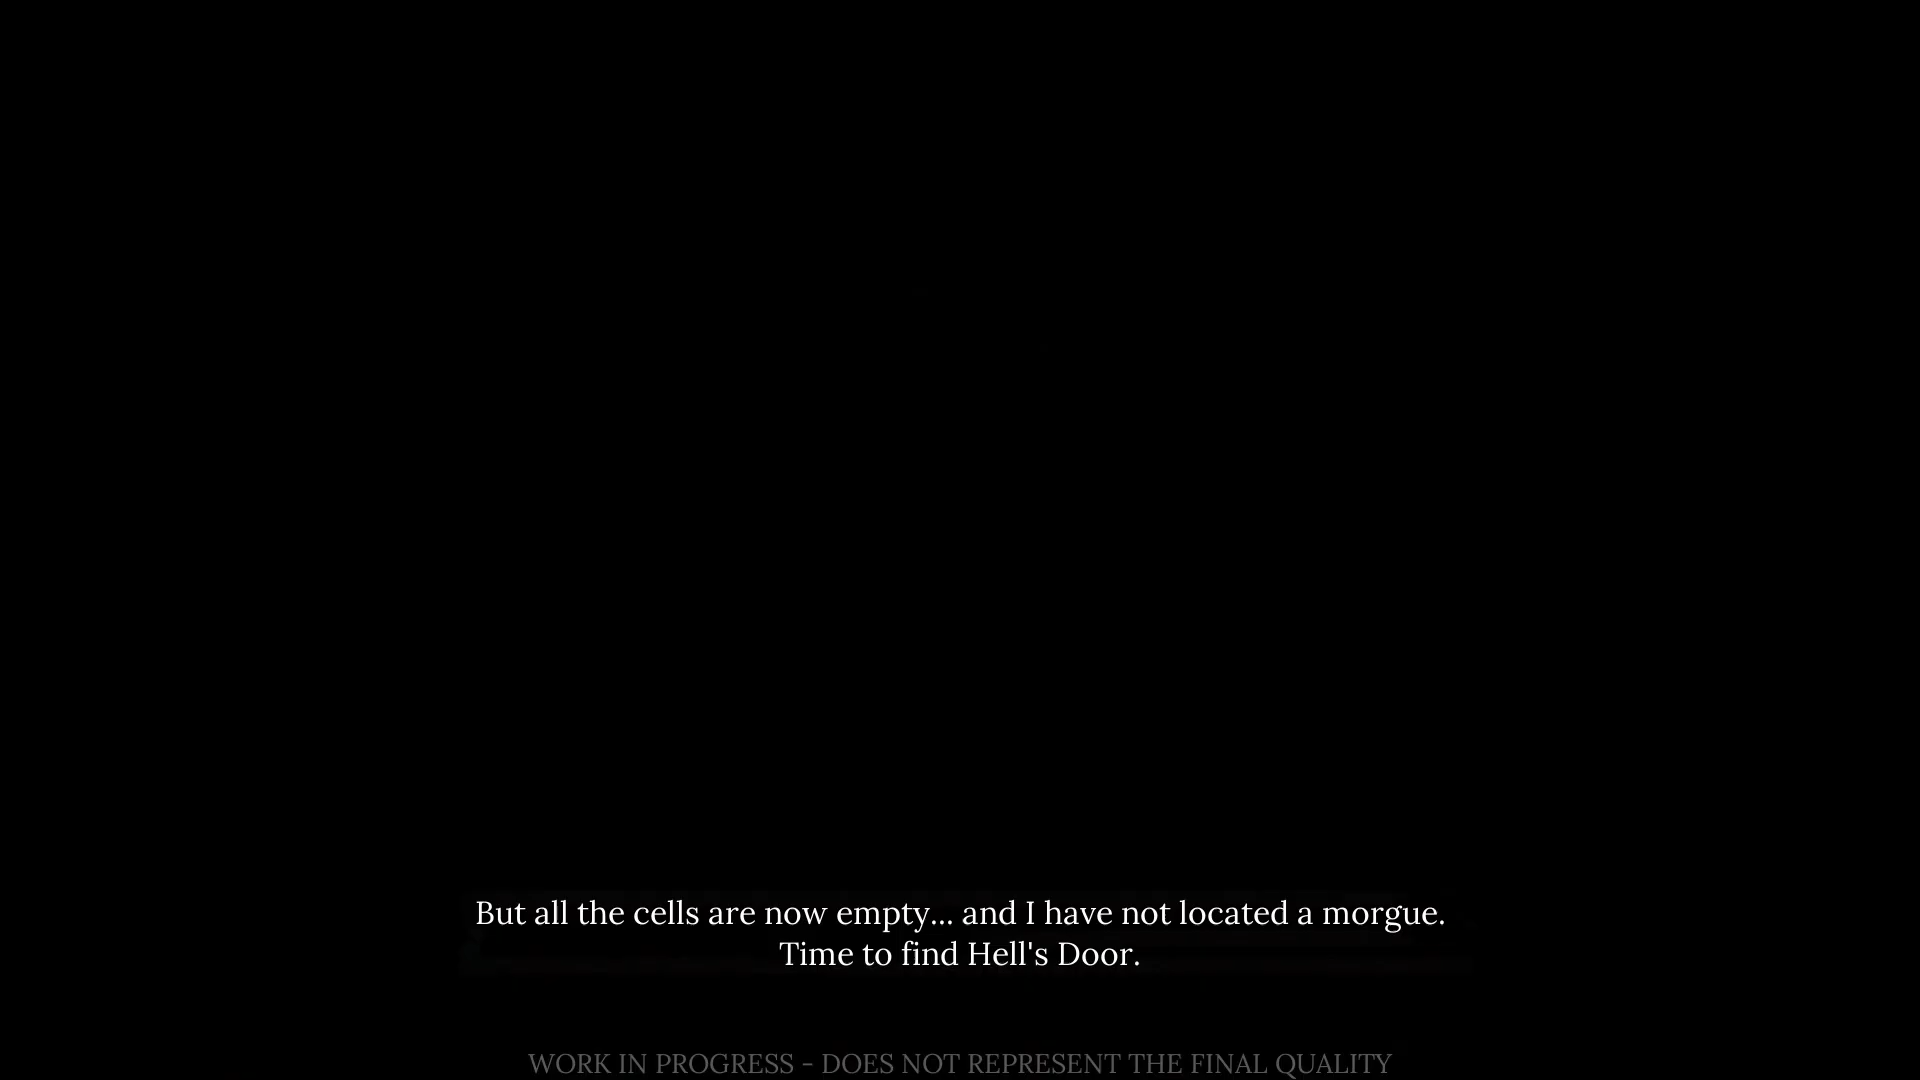 But all the cells are now empty... and I have not located a morgue.
Time to find Hell's Door.
WORK IN PROGRESS - DOES NOT REPRESENT THE FINAL QUALITY